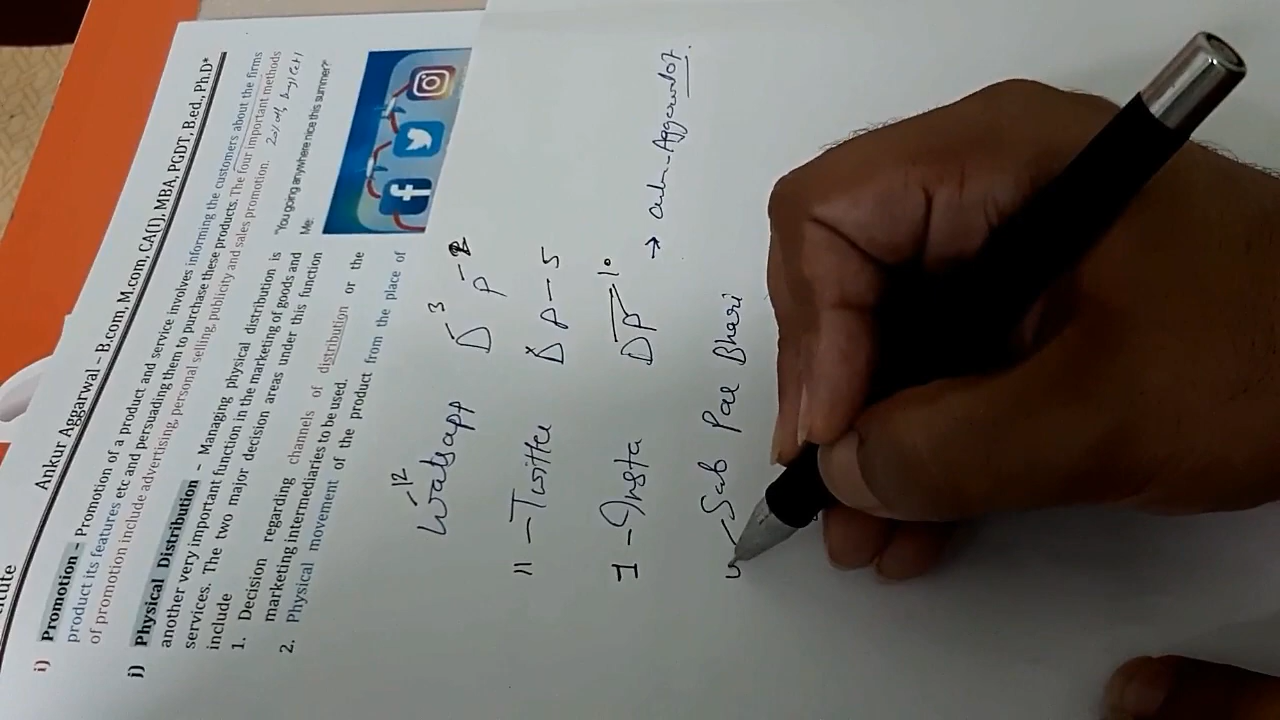 tute
Ankur Aggarwal - B.com, M.com, CA(I), MBA, PGDT, B.ed., Ph.D*
i) Promotion - Promotion of a product and service involves informing the customers about the firms
product its features etc and persuading them to purchase these products. The four important methods
of promotion include advertising, personal selling, publicity and sales promotion. 20% off,
j) Physical Distribution - Managing physical distribution is
another very important function in the marketing of goods and
services. The two major decision areas under this function
include
1. Decision regarding channels of distribution or the
marketing intermediaries to be used.
2. Physical movement of the product from the place of
"You going anywhere nice this summer?"
Me:
Watsapp -12 D 3 P-2
11 - Twitte D P-5
1 - Insta DP 10
Sab Pae Bhari